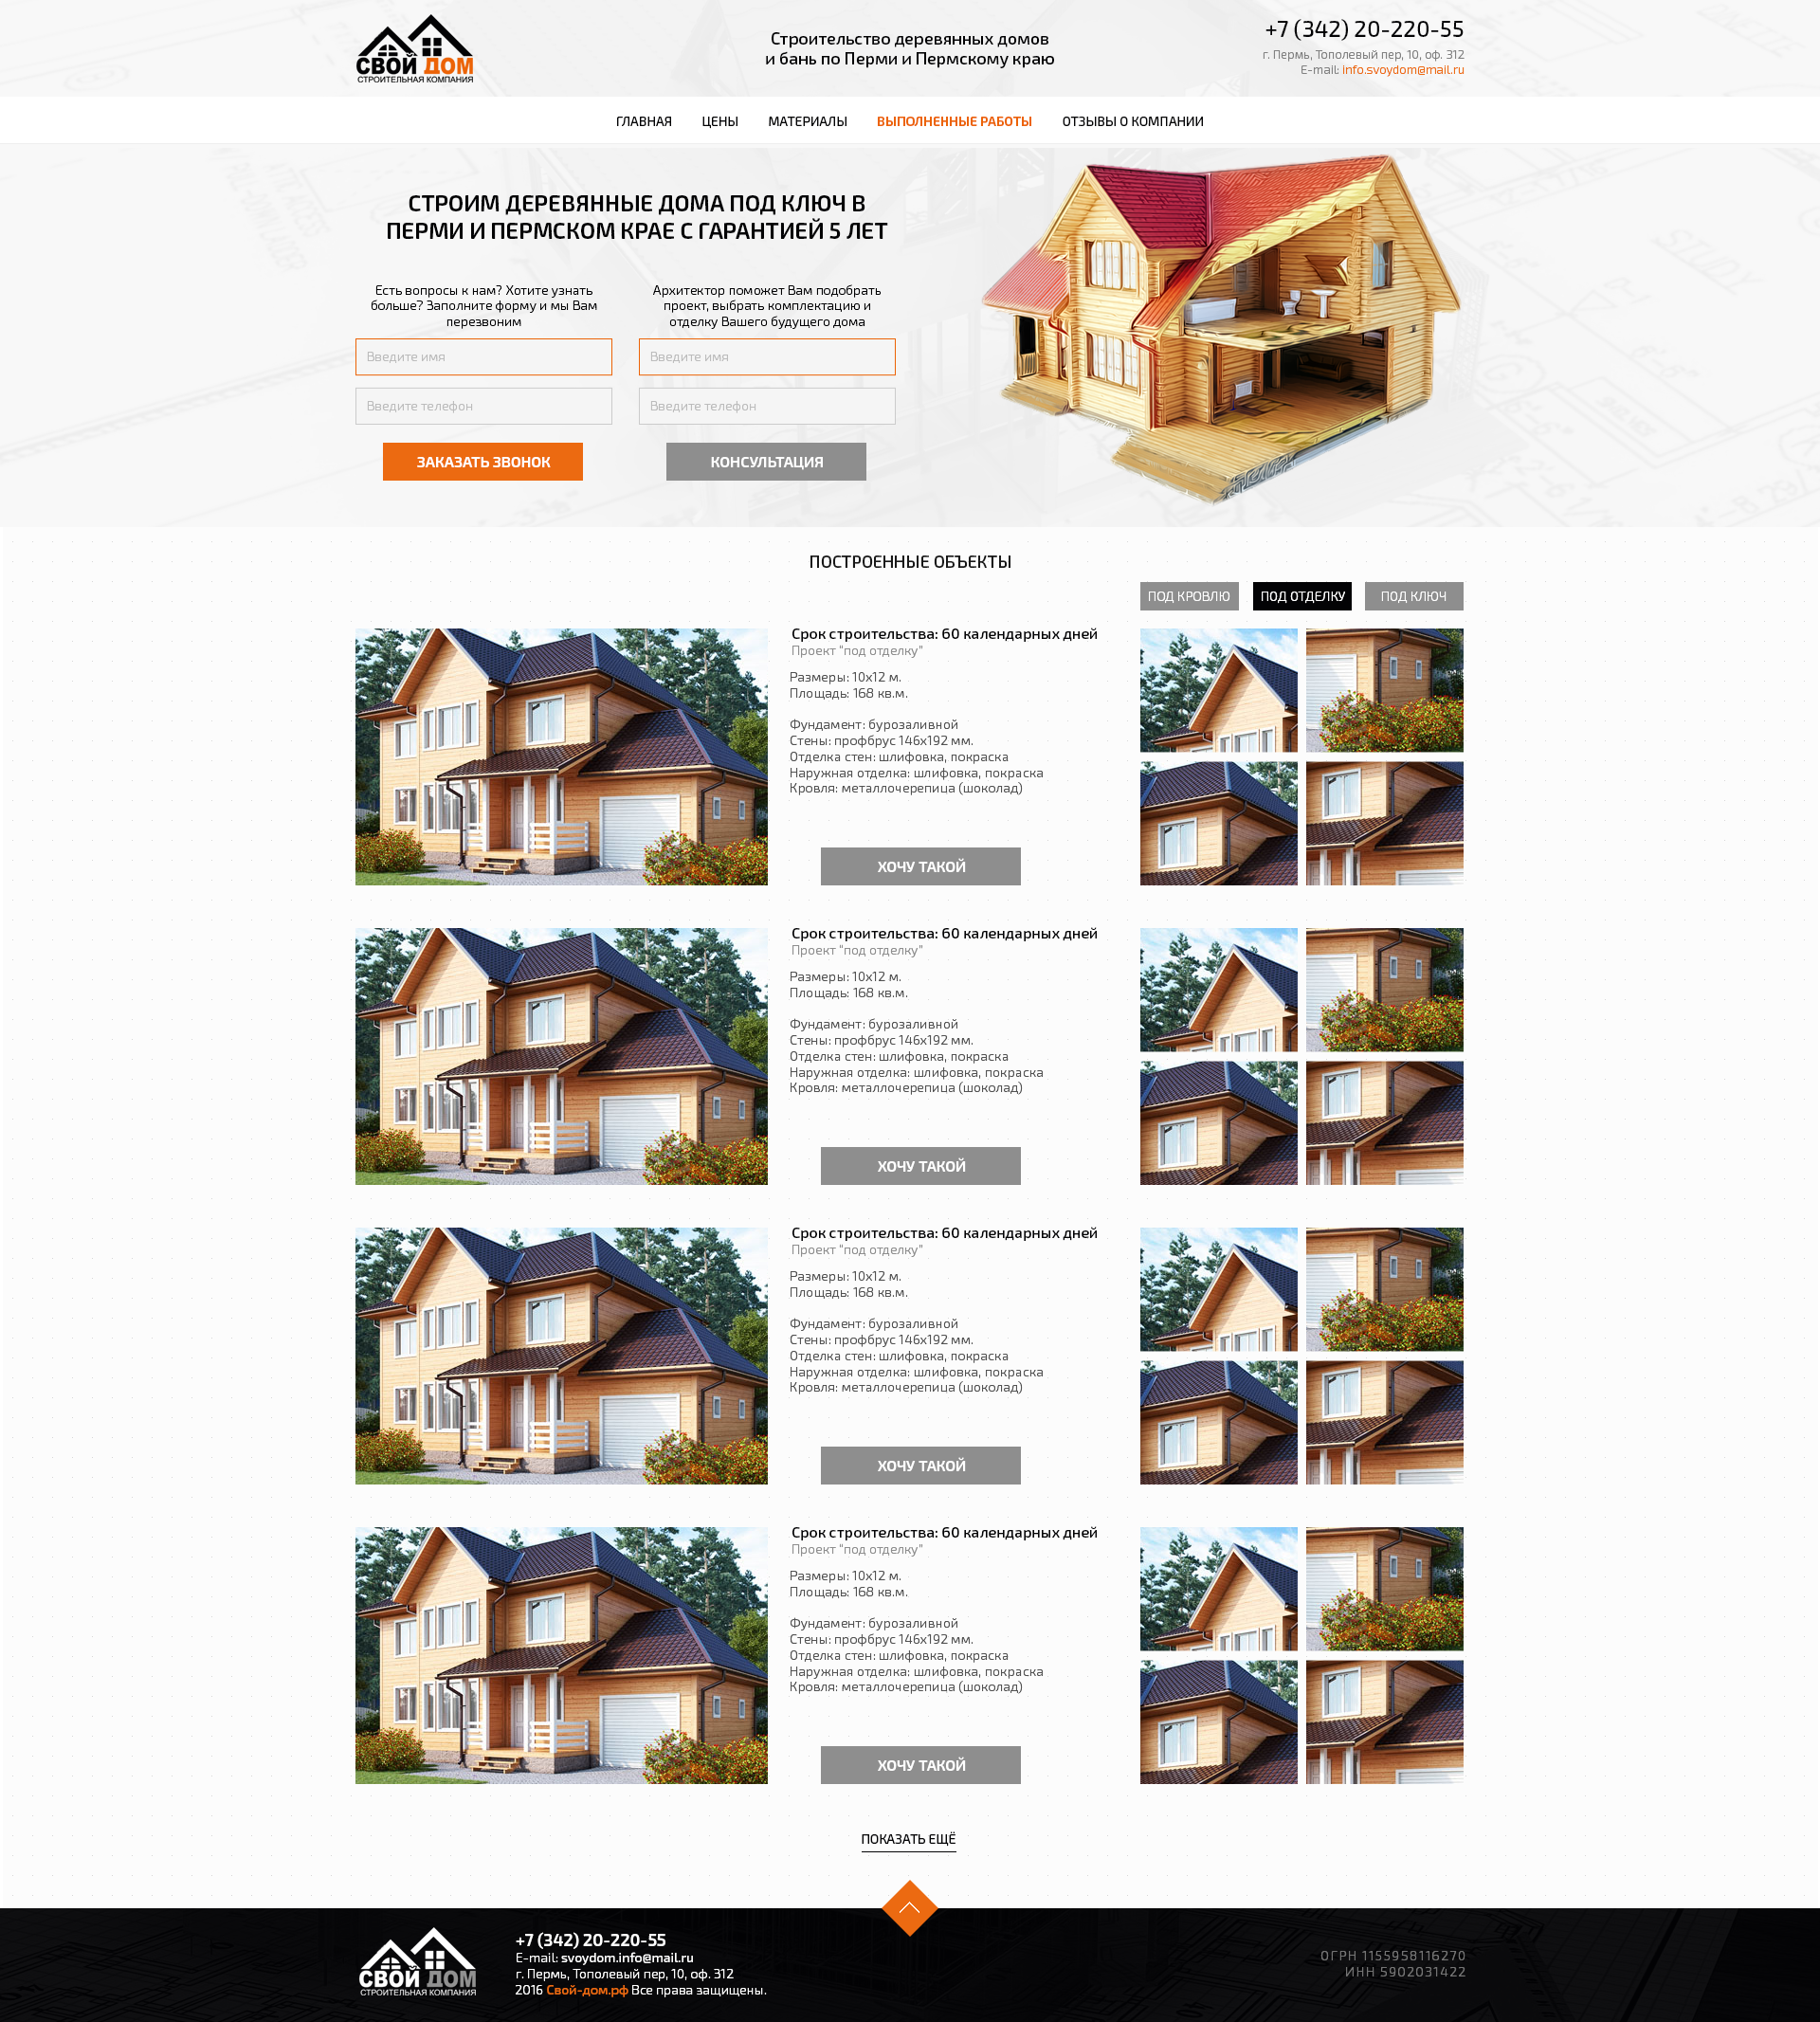 СВОЙ ДОМ
СТРОИТЕЛЬНАЯ КОМПАНИЯ
Строительство деревянных домов
и бань по Перми и Пермскому краю
+7 (342) 20-220-55
г. Пермь, Тополевый пер, 10, оф. 312
E-mail: info.svoydom@mail.ru
ГЛАВНАЯ ЦЕНЫ МАТЕРИАЛЫ ВЫПОЛНЕННЫЕ РАБОТЫ ОТЗЫВЫ О КОМПАНИИ
СТРОИМ ДЕРЕВЯННЫЕ ДОМА ПОД КЛЮЧ В
ПЕРМИ И ПЕРМСКОМ КРАЕ С ГАРАНТИЕЙ 5 ЛЕТ
Есть вопросы к нам? Хотите узнать
больше? Заполните форму и мы Вам
перезвоним
Введите имя
Введите телефон
ЗАКАЗАТЬ ЗВОНОК
Архитектор поможет Вам подобрать
проект, выбрать комплектацию и
отделку Вашего будущего дома
Введите имя
Введите телефон
КОНСУЛЬТАЦИЯ
ПОСТРОЕННЫЕ ОБЪЕКТЫ
ПОД КРОВЛЮ ПОД ОТДЕЛКУ ПОД КЛЮЧ
Срок строительства: 60 календарных дней
Проект "под отделку"
Размеры: 10х12 м.
Площадь: 168 кв.м.
Фундамент: бурозаливной
Стены: профбрус 146х192 мм.
Отделка стен: шлифовка, покраска
Наружная отделка: шлифовка, покраска
Кровля: металлочерепица (шоколад)
ХОЧУ ТАКОЙ
Срок строительства: 60 календарных дней
Проект "под отделку"
Размеры: 10х12 м.
Площадь: 168 кв.м.
Фундамент: бурозаливной
Стены: профбрус 146х192 мм.
Отделка стен: шлифовка, покраска
Наружная отделка: шлифовка, покраска
Кровля: металлочерепица (шоколад)
ХОЧУ ТАКОЙ
Срок строительства: 60 календарных дней
Проект "под отделку"
Размеры: 10х12 м.
Площадь: 168 кв.м.
Фундамент: бурозаливной
Стены: профбрус 146х192 мм.
Отделка стен: шлифовка, покраска
Наружная отделка: шлифовка, покраска
Кровля: металлочерепица (шоколад)
ХОЧУ ТАКОЙ
Срок строительства: 60 календарных дней
Проект "под отделку"
Размеры: 10х12 м.
Площадь: 168 кв.м.
Фундамент: бурозаливной
Стены: профбрус 146х192 мм.
Отделка стен: шлифовка, покраска
Наружная отделка: шлифовка, покраска
Кровля: металлочерепица (шоколад)
ХОЧУ ТАКОЙ
ПОКАЗАТЬ ЕЩЁ
СВОЙ ДОМ
СТРОИТЕЛЬНАЯ КОМПАНИЯ
+7 (342) 20-220-55
E-mail: svoydom.info@mail.ru
г. Пермь, Тополевый пер, 10, оф. 312
2016 Свой-дом.рф Все права защищены.
ОГРН 1155958116270
ИНН 5902031422